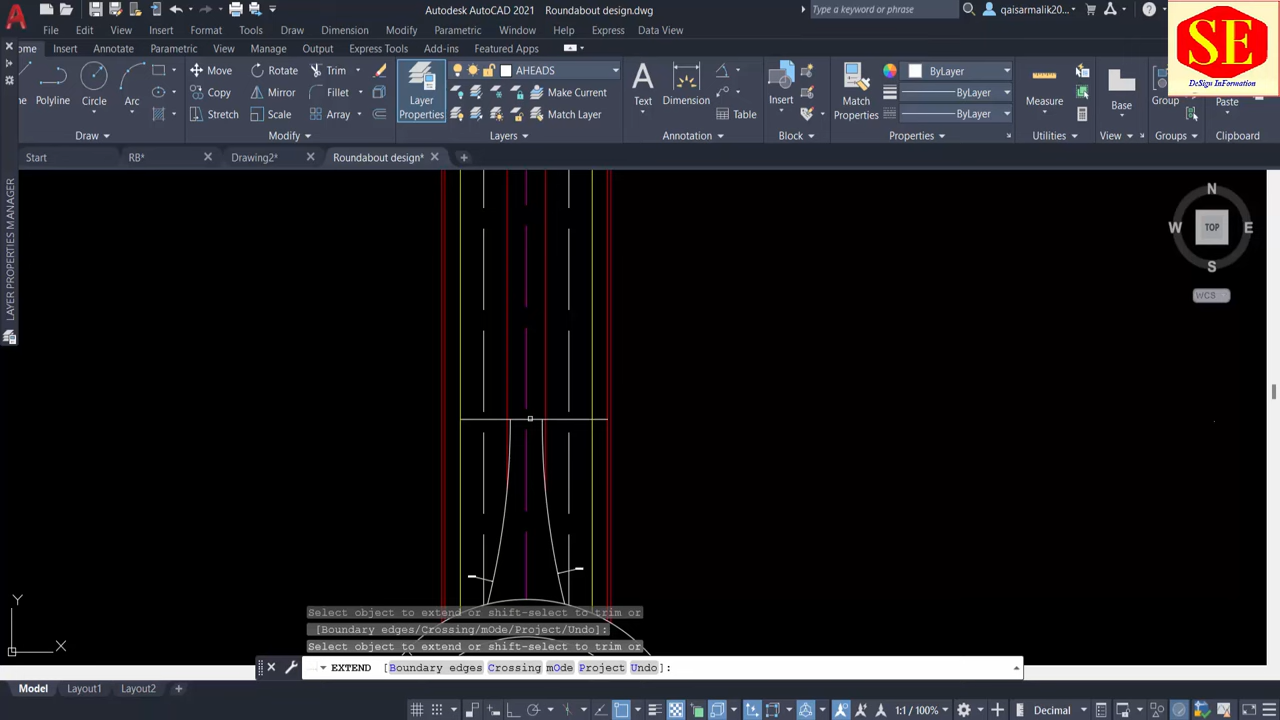 Autodesk AutoCAD 2021 Roundabout design.dwg
Type a keyword or phrase
qaisarmalik20...
SE
DeSign InFormation
File Edit View Insert Format Tools Draw Dimension Modify Parametric Window Help Express Data View
ome Insert Annotate Parametric View Manage Output Express Tools Add-ins Featured Apps
Polyline Circle Arc
Move Rotate Trim
Copy Mirror Fillet
Stretch Scale Array
Layer Properties
AHEADS
Make Current
Match Layer
Text Dimension Table
Insert
Match Properties
ByLayer
ByLayer
ByLayer
Measure
Base
Group
Paste
Draw Modify Layers Annotation Block Properties Utilities View Groups Clipboard
Start RB* Drawing2* Roundabout design*
LAYER PROPERTIES MANAGER
N
W TOP E
S
WCS
Y
X
Select object to extend or shift-select to trim or
[Boundary edges/Crossing/mOde/Project/Undo]:
Select object to extend or shift-select to trim or
EXTEND [Boundary edges Crossing mOde Project Undo]:
Model Layout1 Layout2
1:1 / 100% Decimal